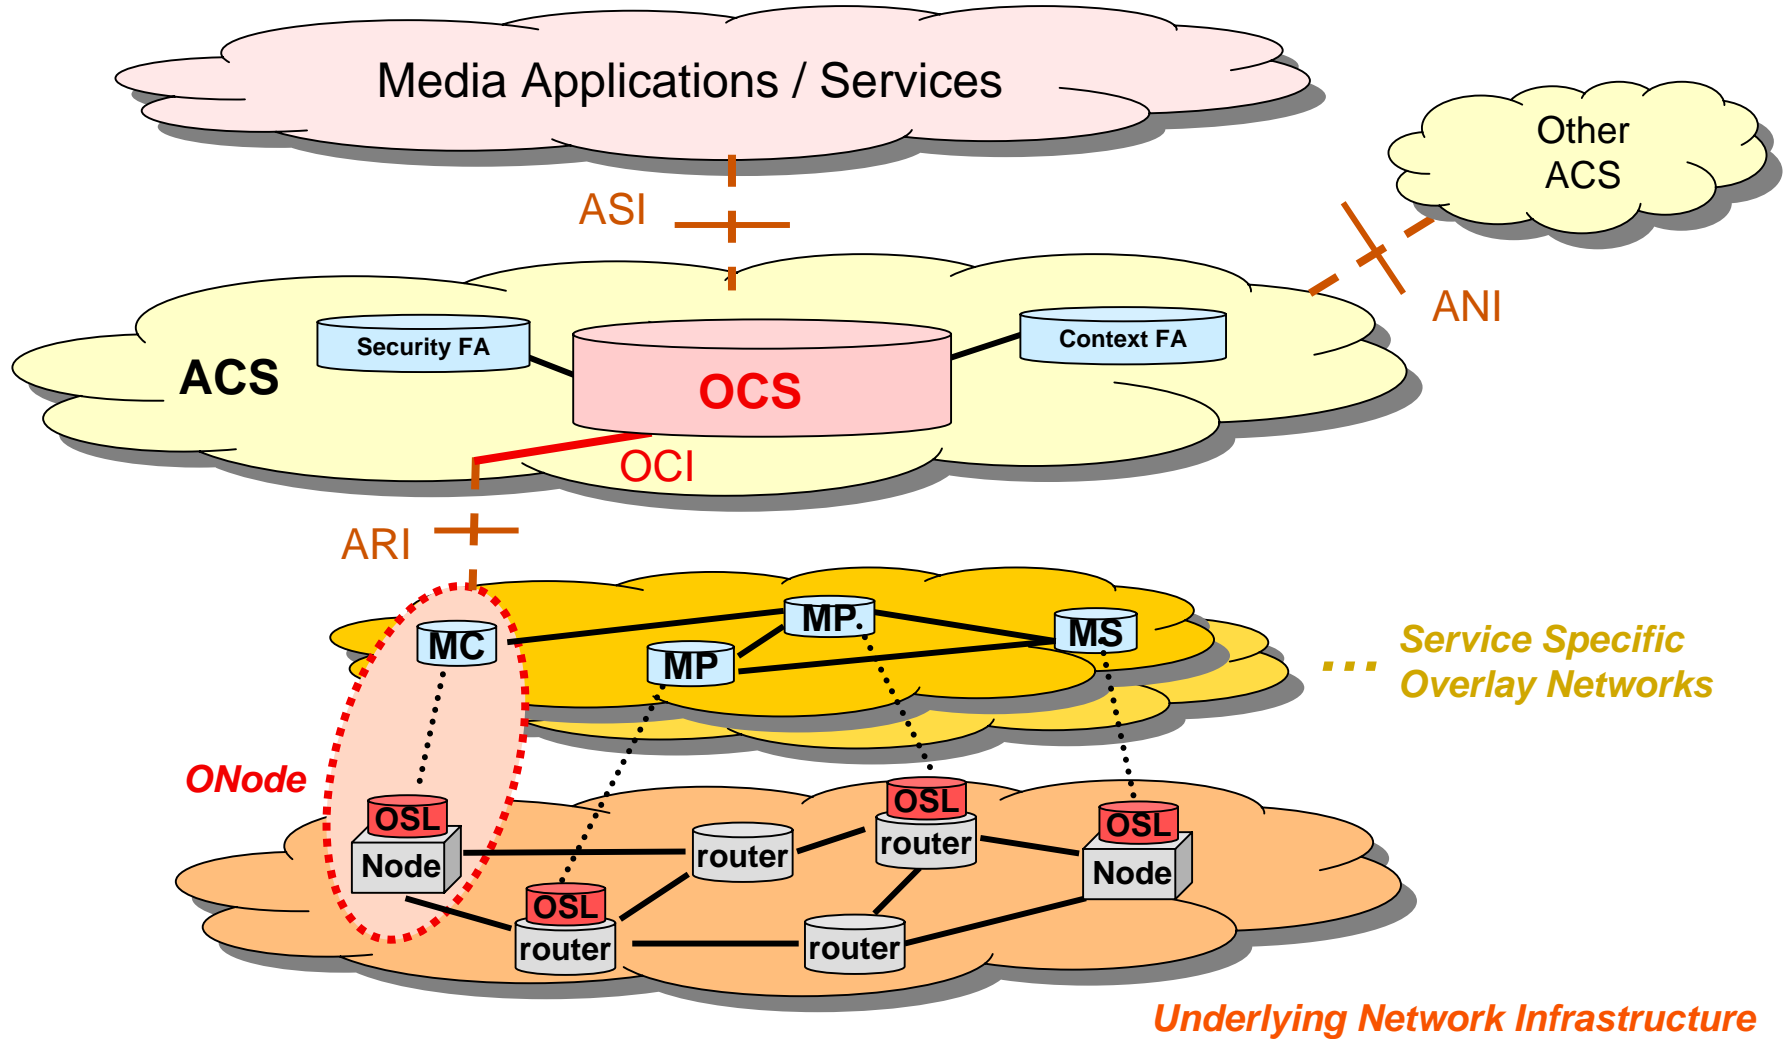 Media Applications / Services
Other
ACS
ASI
ANI
Security FA
Context FA
ACS
OCS
OCI
ARI
MP
MC
MS
MP
...
Service Specific
Overlay Networks
ONode
OSL
OSL
OSL
router
router
Node
Node
OSL
router
router
Underlying Network Infrastructure